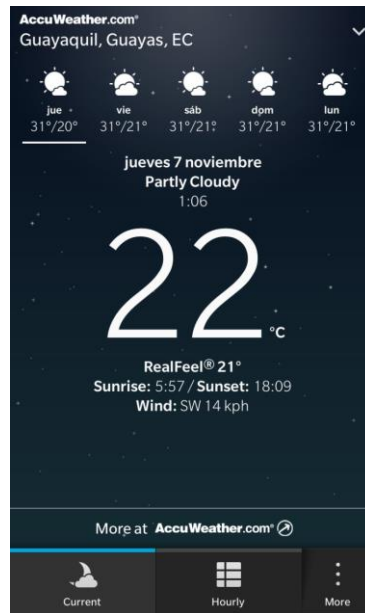 AccuWeather.com®
Guayaquil, Guayas, EC
jue vie sáb dom lun
31°/20° 31°/21° 31°/21° 31°/21° 31°/21°
jueves 7 noviembre
Partly Cloudy
1:06
22 °C
RealFeel® 21°
Sunrise: 5:57 / Sunset: 18:09
Wind: SW 14 kph
More at AccuWeather.com®
Current Hourly More